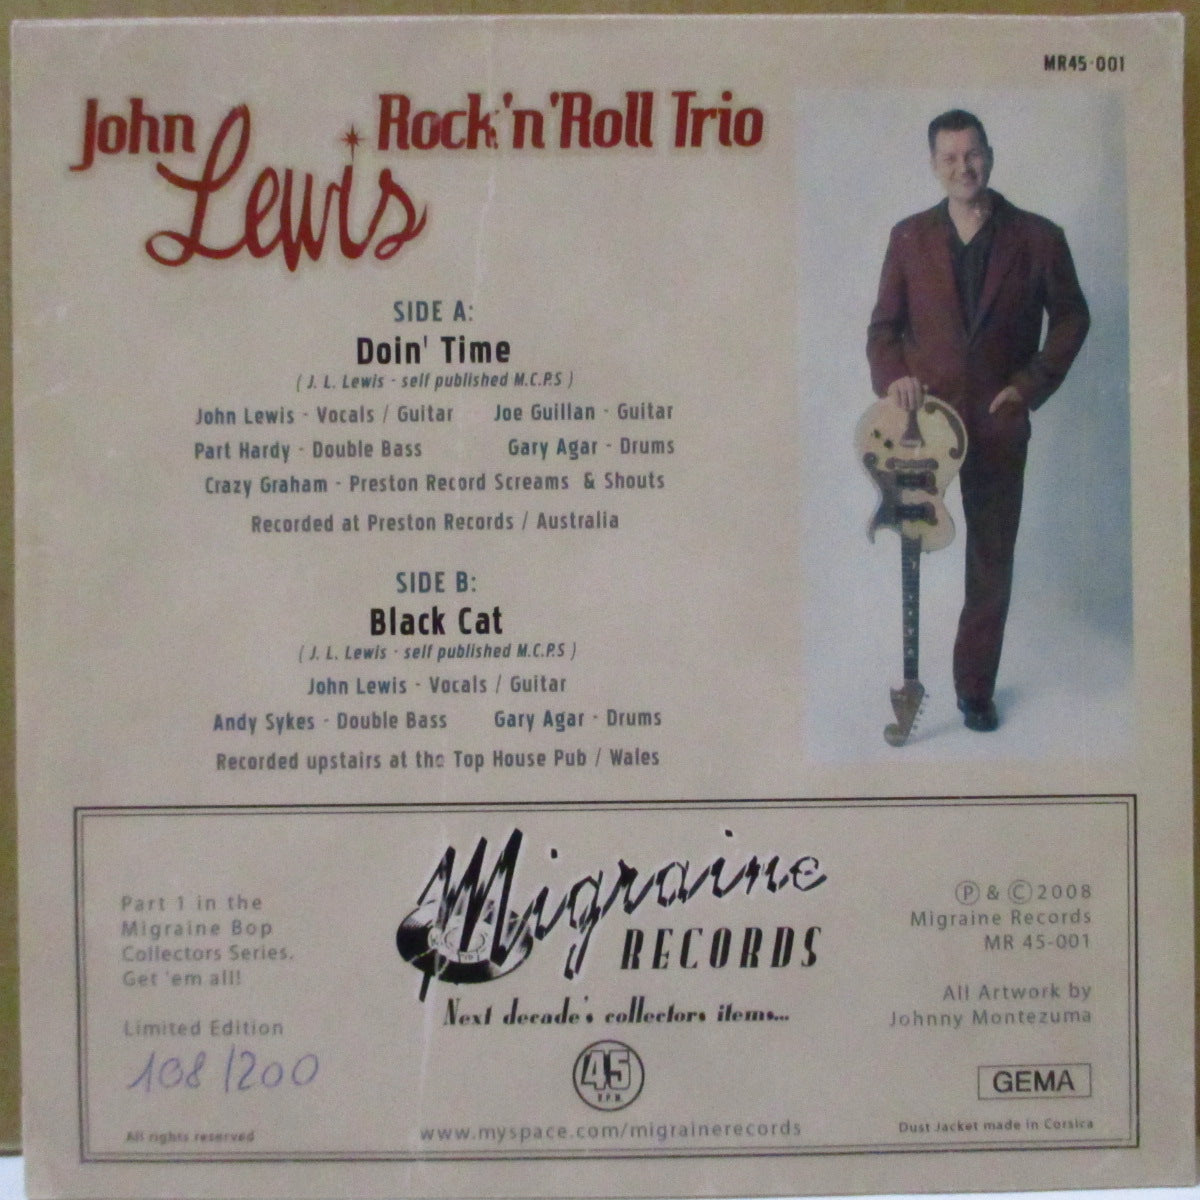 MR45-001
John Lewis Rock'n'Roll Trio
SIDE A:
Doin' Time
( J. L. Lewis - self published M.C.P.S )
John Lewis - Vocals / Guitar Joe Guillan - Guitar
Part Hardy - Double Bass Gary Agar - Drums
Crazy Graham - Preston Record Screams & Shouts
Recorded at Preston Records / Australia
SIDE B:
Black Cat
( J. L. Lewis - self published M.C.P.S )
John Lewis - Vocals / Guitar
Andy Sykes - Double Bass Gary Agar - Drums
Recorded upstairs at the Top House Pub / Wales
Part 1 in the
Migraine Bop
Collectors Series.
Get 'em all!
Limited Edition
108/200
All rights reserved
Migraine
RECORDS
Next decade's collectors items...
45
R.P.M.
www.myspace.com/migrainerecords
Ⓟ & Ⓒ 2008
Migraine Records
MR 45-001
All Artwork by
Johnny Montezuma
GEMA
Dust Jacket made in Corsica